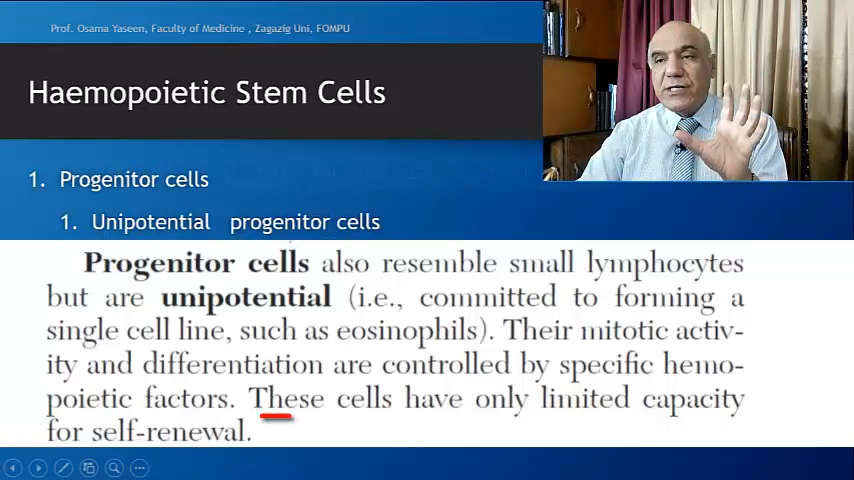 Prof. Osama Yaseen, Faculty of Medicine , Zagazig Uni, FOMPU
Haemopoietic Stem Cells
1. Progenitor cells
1. Unipotential progenitor cells
Progenitor cells also resemble small lymphocytes
but are unipotential (i.e., committed to forming a
single cell line, such as eosinophils). Their mitotic activ-
ity and differentiation are controlled by specific hemo-
poietic factors. These cells have only limited capacity
for self-renewal.